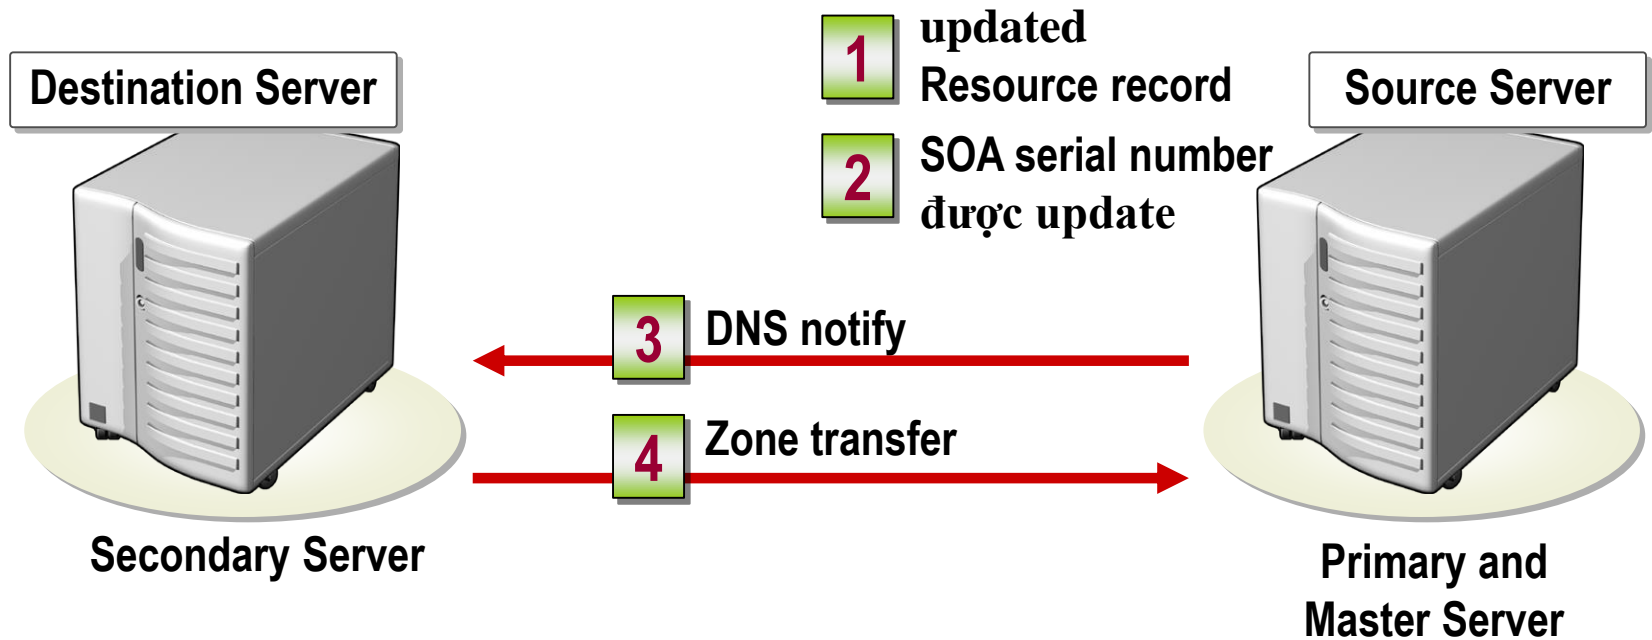 Destination Server
1
updated
Resource record
2
SOA serial number
được update
Source Server
3
DNS notify
4
Zone transfer
Secondary Server
Primary and
Master Server